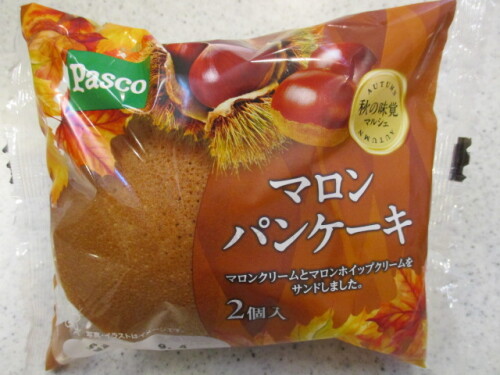 Pasco
AUTUMN
秋の味覚
マルシェ
AUTUMN
マロン
パンケーキ
マロンクリームとマロンホイップクリームを
サンドしました。
2個入